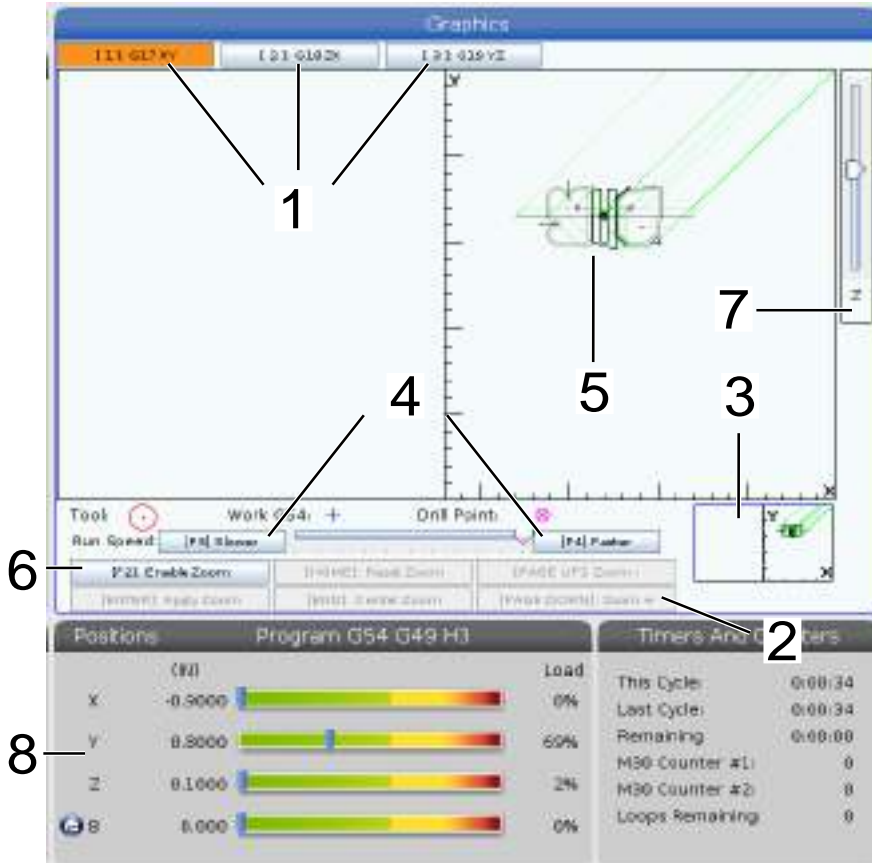 Graphics
[1] G17 XY [2] G18 ZX [3] G19 YZ
Y
1
Z
7
5
4
3
X
Tool: Work G54: Drill Point:
Y
Run Speed: [F3] Slower [F4] Faster
6
[F2] Enable Zoom [HOME] Reset Zoom [PAGE UP] Zoom -
X
[ENTER] Apply Zoom [END] Center Zoom [PAGE DOWN] Zoom +
2
Positions Program G54 G49 H3 Timers And
(IN) Load
X -0.9000 0%
Y 0.8000 69%
Z 0.1000 2%
B 0.000 0%
8
This Cycle: 0:00:34
Last Cycle: 0:00:34
Remaining 0:00:00
M30 Counter #1: 0
M30 Counter #2: 0
Loops Remaining: 0